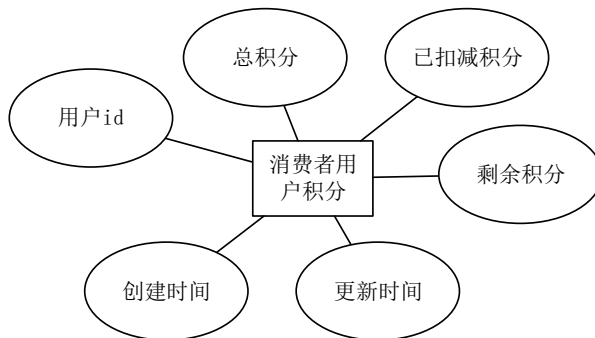 总积分
已扣减积分
用户id
消费者用
户积分
剩余积分
创建时间
更新时间